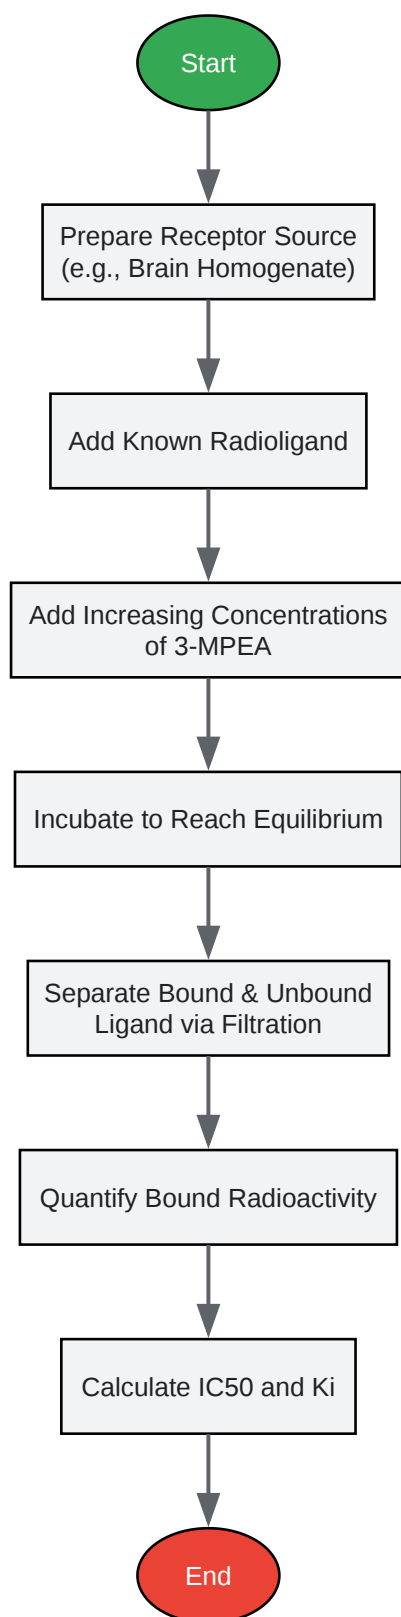 Start
Prepare Receptor Source
(e.g., Brain Homogenate)
Add Known Radioligand
Add Increasing Concentrations
of 3-MPEA
Incubate to Reach Equilibrium
Separate Bound & Unbound
Ligand via Filtration
Quantify Bound Radioactivity
Calculate IC50 and Ki
End